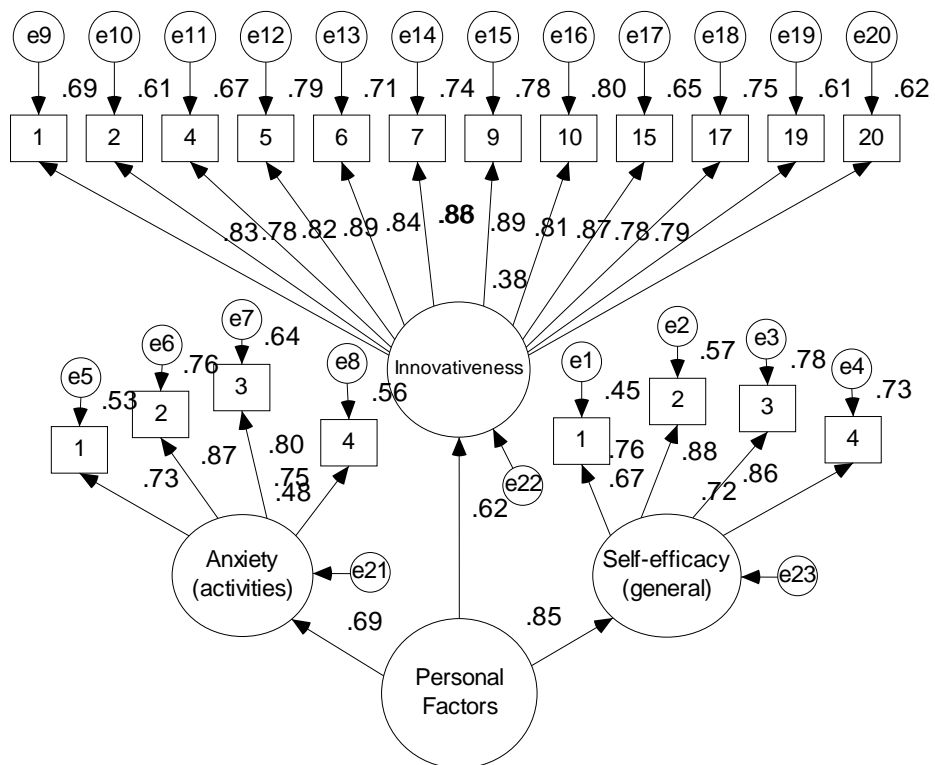 e9 e10 e11 e12 e13 e14 e15 e16 e17 e18 e19 e20
.69 .61 .67 .79 .71 .74 .78 .80 .65 .75 .61 .62
1 2 4 5 6 7 9 10 15 17 19 20
.83 .78 .82 .89 .84 .89 .81 .87 .78 .79
.38
Innovativeness
e7 .64
e6 .76
e8 .56
e5 .53
3
2
4
1
e2 .57
e3 .78
e1 .45
e4 .73
2
3
1
4
.73 .87 .80
.75
.48
.76 .88
.67 .72 .86
.62
e22
Anxiety
(activities)
e21
Self-efficacy
(general)
e23
.69
.85
Personal
Factors